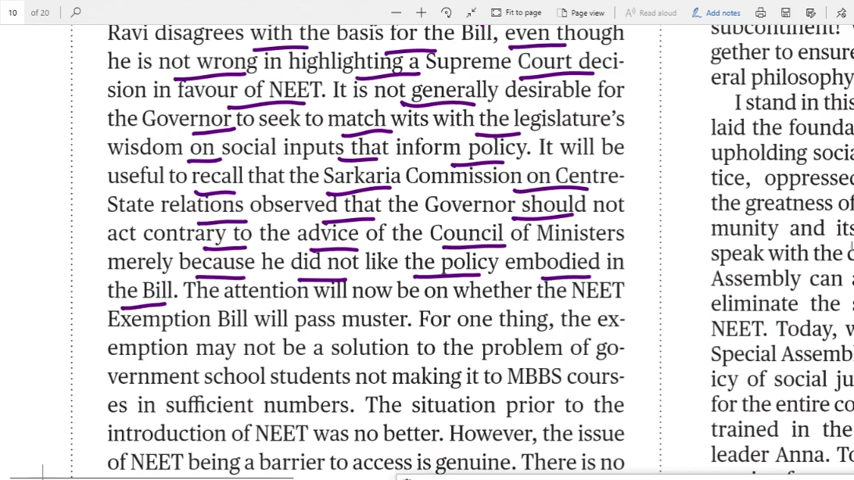 10 of 20
Fit to page
Page view
Read aloud
Add notes
Ravi disagrees with the basis for the Bill, even though
he is not wrong in highlighting a Supreme Court deci-
sion in favour of NEET. It is not generally desirable for
the Governor to seek to match wits with the legislature’s
wisdom on social inputs that inform policy. It will be
useful to recall that the Sarkaria Commission on Centre-
State relations observed that the Governor should not
act contrary to the advice of the Council of Ministers
merely because he did not like the policy embodied in
the Bill. The attention will now be on whether the NEET
Exemption Bill will pass muster. For one thing, the ex-
emption may not be a solution to the problem of go-
vernment school students not making it to MBBS cours-
es in sufficient numbers. The situation prior to the
introduction of NEET was no better. However, the issue
of NEET being a barrier to access is genuine. There is no
subcontinent!
gether to ensure
eral philosophy
I stand in this
laid the founda
upholding socia
tice, oppressed
the greatness of
munity and its
speak with the
Assembly can
eliminate the
NEET. Today, w
Special Assemb
icy of social ju
for the entire co
trained in the
leader Anna. To